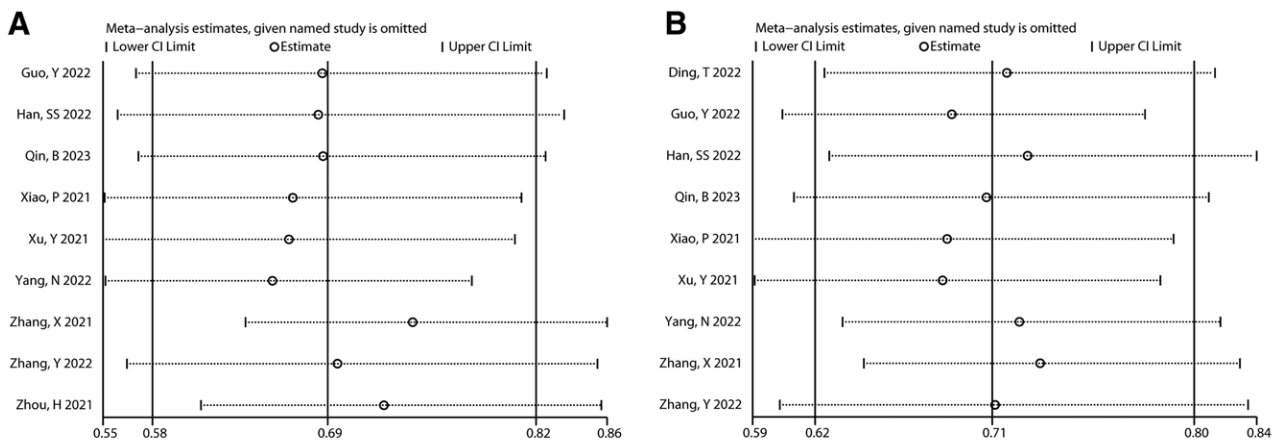 A
Meta−analysis estimates, given named study is omitted
Lower CI Limit Estimate Upper CI Limit
Guo, Y 2022
Han, SS 2022
Qin, B 2023
Xiao, P 2021
Xu, Y 2021
Yang, N 2022
Zhang, X 2021
Zhang, Y 2022
Zhou, H 2021
0.55 0.58 0.69 0.82 0.86
B
Meta−analysis estimates, given named study is omitted
Lower CI Limit Estimate Upper CI Limit
Ding, T 2022
Guo, Y 2022
Han, SS 2022
Qin, B 2023
Xiao, P 2021
Xu, Y 2021
Yang, N 2022
Zhang, X 2021
Zhang, Y 2022
0.59 0.62 0.71 0.80 0.84